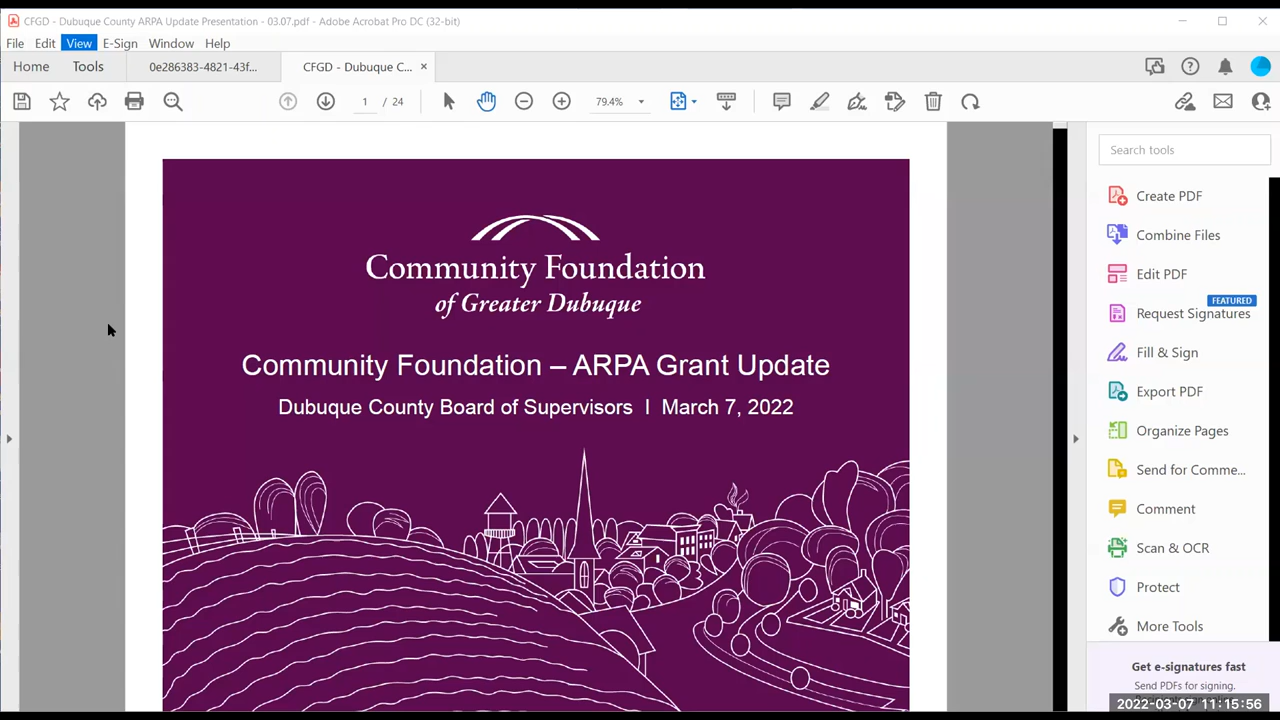 CFGD - Dubuque County ARPA Update Presentation - 03.07.pdf - Adobe Acrobat Pro DC (32-bit)
File Edit View E-Sign Window Help
Home Tools 0e286383-4821-43f... CFGD - Dubuque C... ×
1 / 24 79.4%
Search tools
Create PDF
Combine Files
Edit PDF
FEATURED
Request Signatures
Fill & Sign
Export PDF
Organize Pages
Send for Comme...
Comment
Scan & OCR
Protect
More Tools
Get e-signatures fast
Send PDFs for signing.
2022-03-07 11:15:56
Community Foundation
of Greater Dubuque
Community Foundation – ARPA Grant Update
Dubuque County Board of Supervisors I March 7, 2022